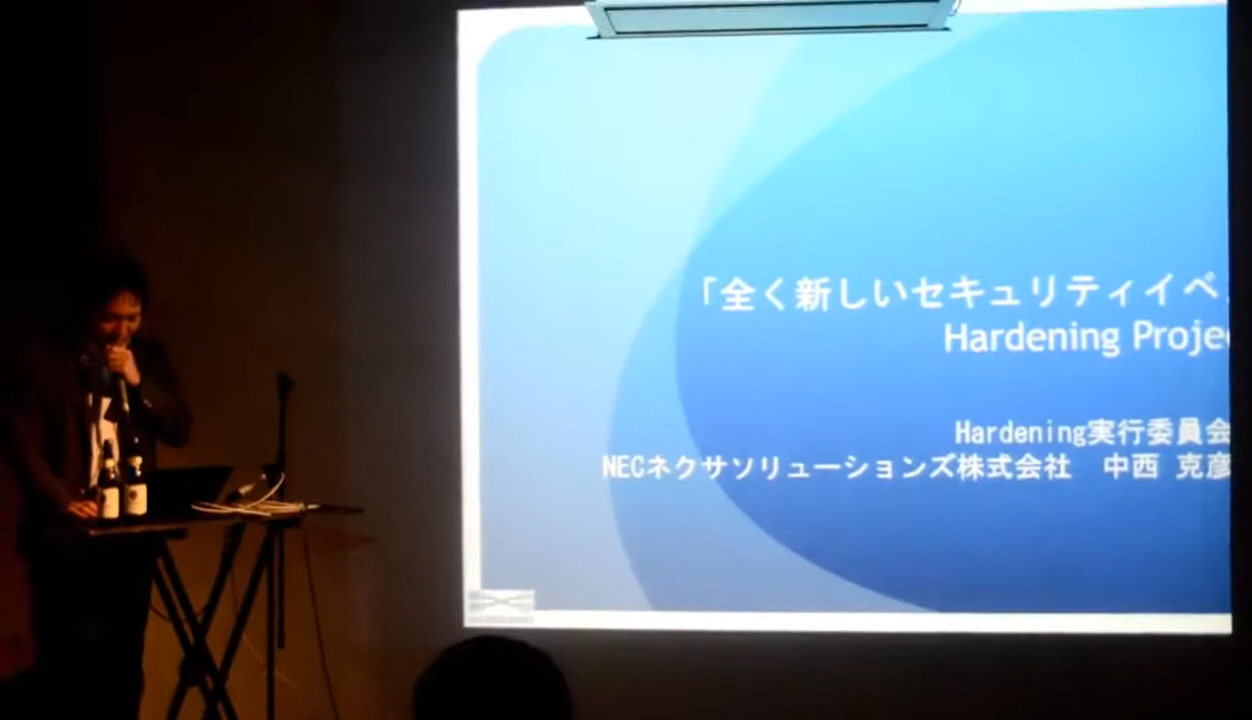 「全く新しいセキュリティイベ
Hardening Projec
Hardening実行委員会
NECネクサソリューションズ株式会社 中西 克彦